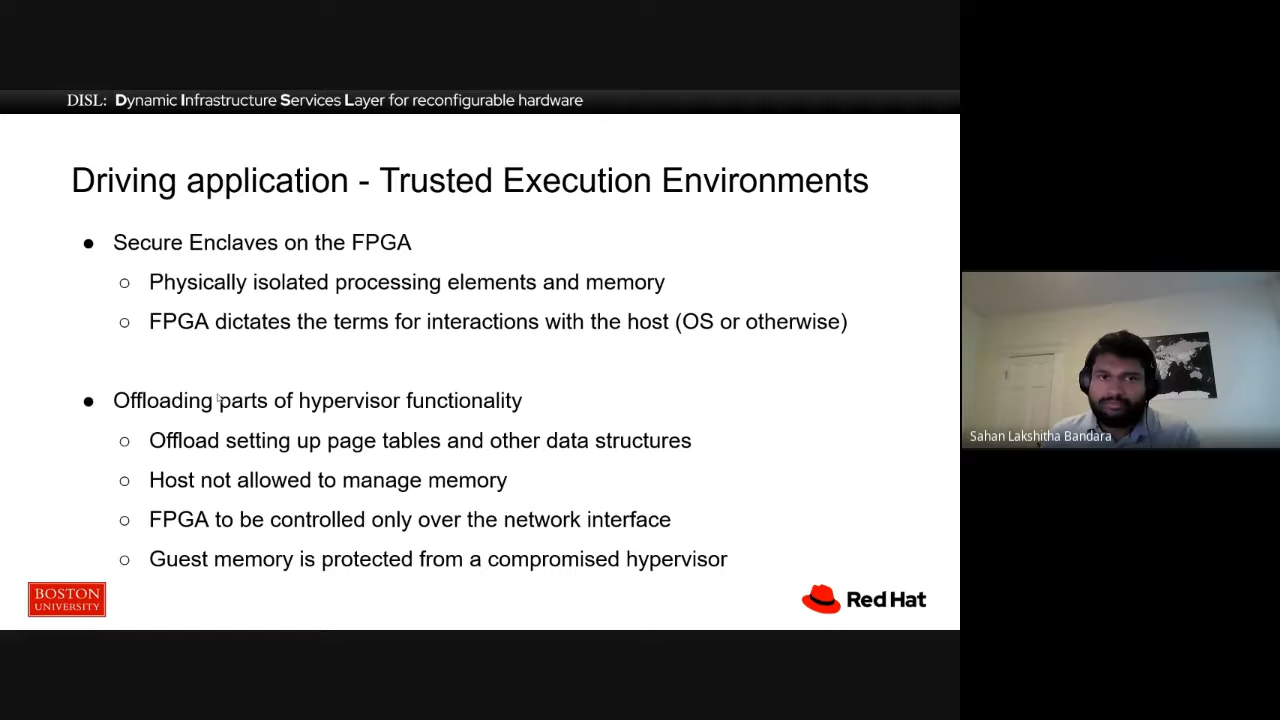 DISL: Dynamic Infrastructure Services Layer for reconfigurable hardware
Driving application - Trusted Execution Environments
● Secure Enclaves on the FPGA
○ Physically isolated processing elements and memory
○ FPGA dictates the terms for interactions with the host (OS or otherwise)
● Offloading parts of hypervisor functionality
○ Offload setting up page tables and other data structures
○ Host not allowed to manage memory
○ FPGA to be controlled only over the network interface
○ Guest memory is protected from a compromised hypervisor
BOSTON
UNIVERSITY
Red Hat
Sahan Lakshitha Bandara